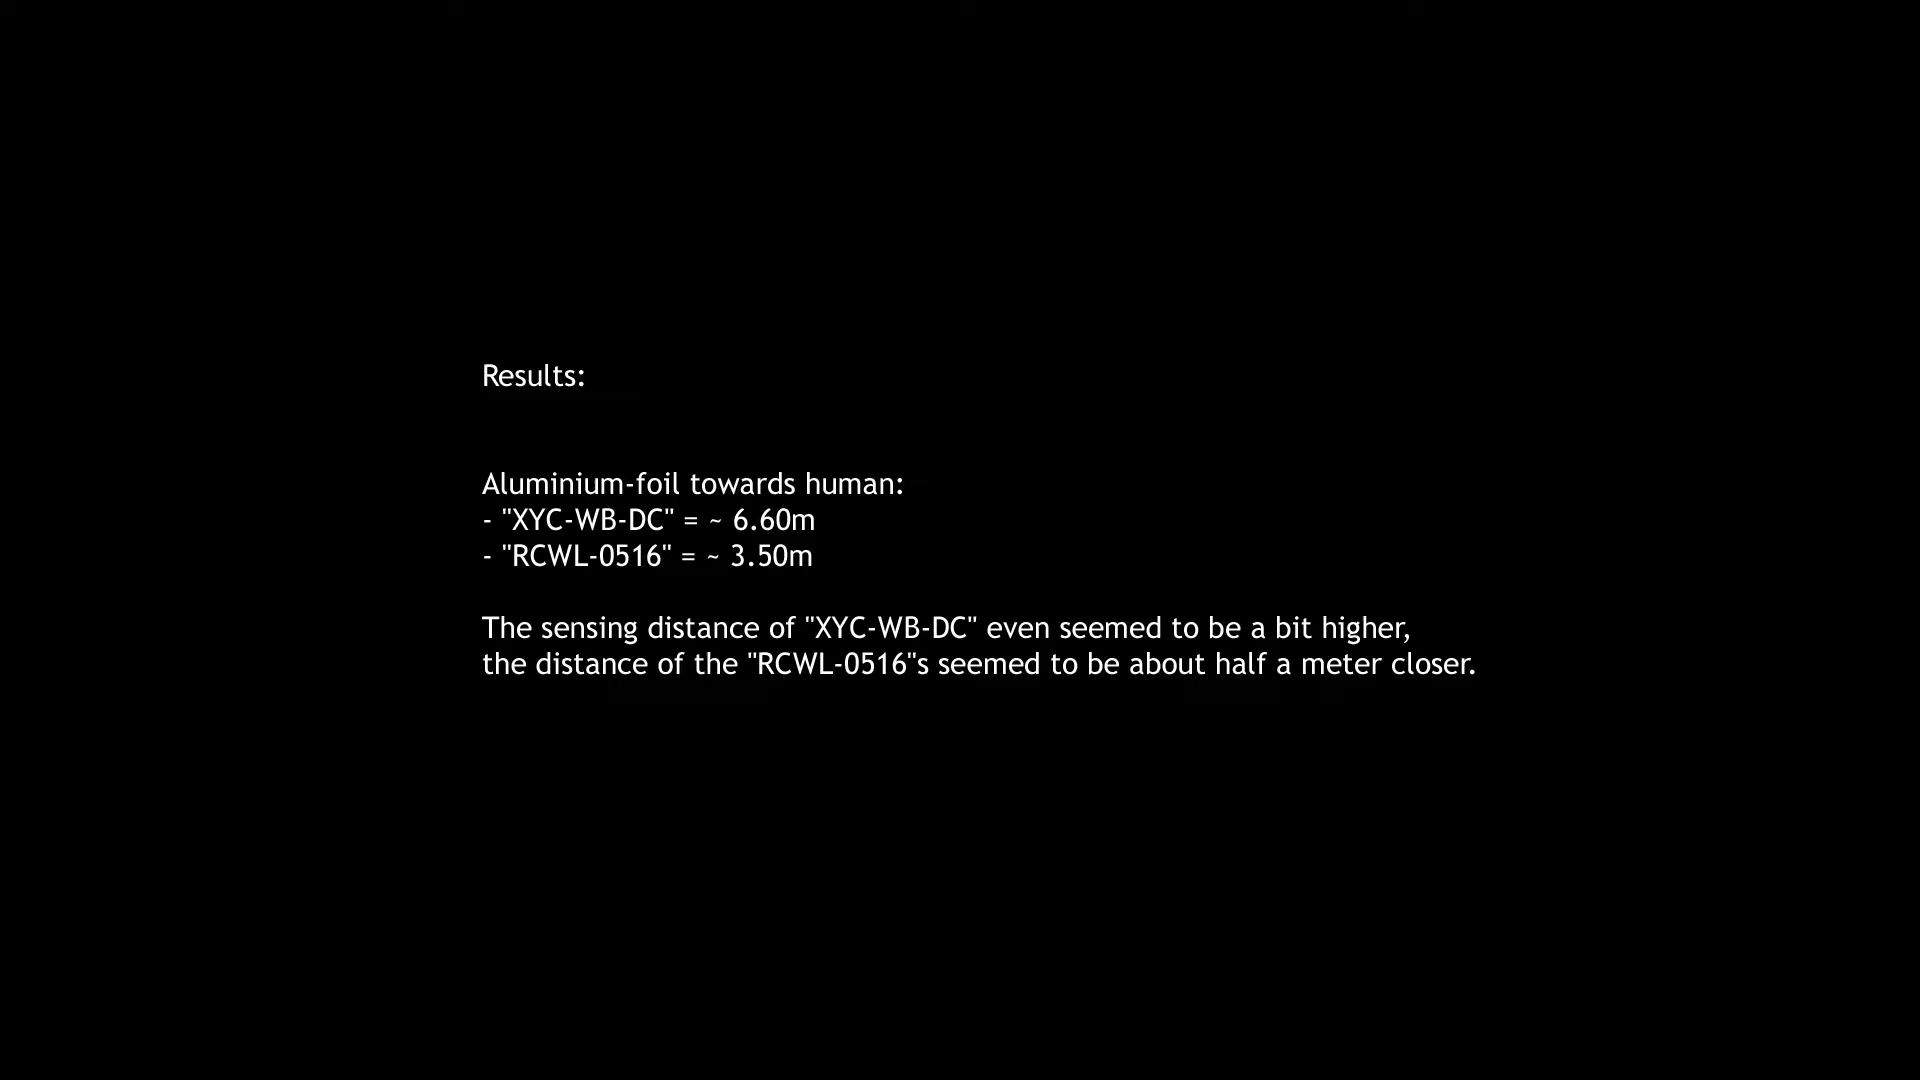 Results:
Aluminium-foil towards human:
- "XYC-WB-DC" = ~ 6.60m
- "RCWL-0516" = ~ 3.50m
The sensing distance of "XYC-WB-DC" even seemed to be a bit higher,
the distance of the "RCWL-0516"s seemed to be about half a meter closer.